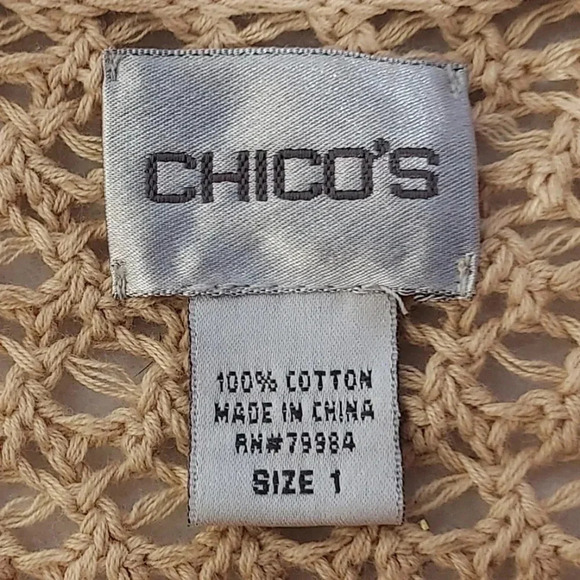 CHICO'S
100% COTTON
MADE IN CHINA
RN#79984
SIZE 1